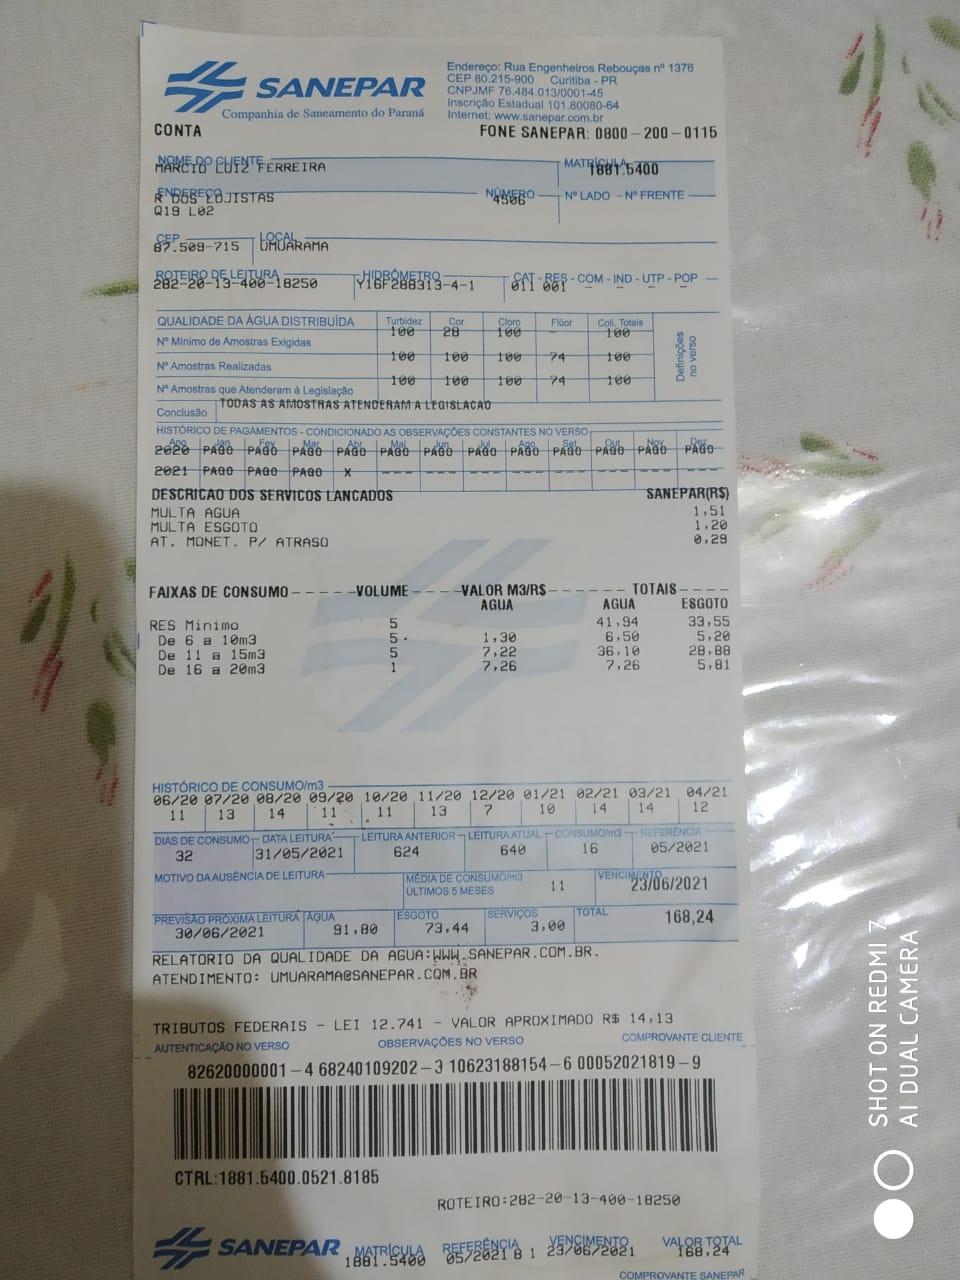 SANEPAR
Companhia de Saneamento do Paraná
Endereço: Rua Engenheiros Rebouças nº 1376
CEP 80.215-900 Curitiba - PR
CNPJMF 76.484.013/0001-45
Inscrição Estadual 101.80080-64
Internet: www.sanepar.com.br
CONTA FONE SANEPAR: 0800-200-0115
NOME DO CLIENTE MATRÍCULA
MARCIO LUIZ FERREIRA 1881.5400
ENDEREÇO NÚMERO Nº LADO - Nº FRENTE
R DOS LOJISTAS 4506
Q19 L02
CEP LOCAL
87.509-715 UMUARAMA
ROTEIRO DE LEITURA HIDRÔMETRO CAT - RES - COM - IND - UTP - POP
282-20-13-400-18250 Y16F288313-4-1 011 001 - - - -
QUALIDADE DA ÁGUA DISTRIBUÍDA Turbidez Cor Cloro Flúor Coli. Totais
Nº Mínimo de Amostras Exigidas 100 28 100 - 100
Nº Amostras Realizadas 100 100 100 74 100
Nº Amostras que Atenderam à Legislação 100 100 100 74 100
Definições no verso
Conclusão TODAS AS AMOSTRAS ATENDERAM A LEGISLACAO
HISTÓRICO DE PAGAMENTOS - CONDICIONADO AS OBSERVAÇÕES CONSTANTES NO VERSO
Ano Jan Fev Mar Abr Mai Jun Jul Ago Set Out Nov Dez
2020 PAGO PAGO PAGO PAGO PAGO PAGO PAGO PAGO PAGO PAGO PAGO PAGO
2021 PAGO PAGO PAGO X --- --- --- --- --- --- --- ---
DESCRICAO DOS SERVICOS LANCADOS SANEPAR(R$)
MULTA AGUA 1,51
MULTA ESGOTO 1,20
AT. MONET. P/ ATRASO 0,29
FAIXAS DE CONSUMO-----VOLUME----VALOR M3/R$------TOTAIS----
AGUA AGUA ESGOTO
RES Minimo 5 41,94 33,55
De 6 a 10m3 5 1,30 6,50 5,20
De 11 a 15m3 5 7,22 36,10 28,88
De 16 a 20m3 1 7,26 7,26 5,81
HISTÓRICO DE CONSUMO/m3
06/20 07/20 08/20 09/20 10/20 11/20 12/20 01/21 02/21 03/21 04/21
11 13 14 11 11 13 7 10 14 14 12
DIAS DE CONSUMO DATA LEITURA LEITURA ANTERIOR LEITURA ATUAL CONSUMO/m3 REFERÊNCIA
32 31/05/2021 624 640 16 05/2021
MOTIVO DA AUSÊNCIA DE LEITURA MÉDIA DE CONSUMO/m3 ÚLTIMOS 5 MESES 11 VENCIMENTO 23/06/2021
PREVISÃO PRÓXIMA LEITURA ÁGUA ESGOTO SERVIÇOS TOTAL
30/06/2021 91,80 73,44 3,00 168,24
RELATORIO DA QUALIDADE DA AGUA:WWW.SANEPAR.COM.BR.
ATENDIMENTO: UMUARAMA@SANEPAR.COM.BR
TRIBUTOS FEDERAIS - LEI 12.741 - VALOR APROXIMADO R$ 14,13
AUTENTICAÇÃO NO VERSO OBSERVAÇÕES NO VERSO COMPROVANTE CLIENTE
82620000001-4 68240109202-3 10623188154-6 00052021819-9
CTRL:1881.5400.0521.8185
ROTEIRO:282-20-13-400-18250
SANEPAR MATRÍCULA REFERÊNCIA VENCIMENTO VALOR TOTAL
1881.5400 05/2021 8 1 23/06/2021 168,24
COMPROVANTE SANEPAR
SHOT ON REDMI 7
AI DUAL CAMERA